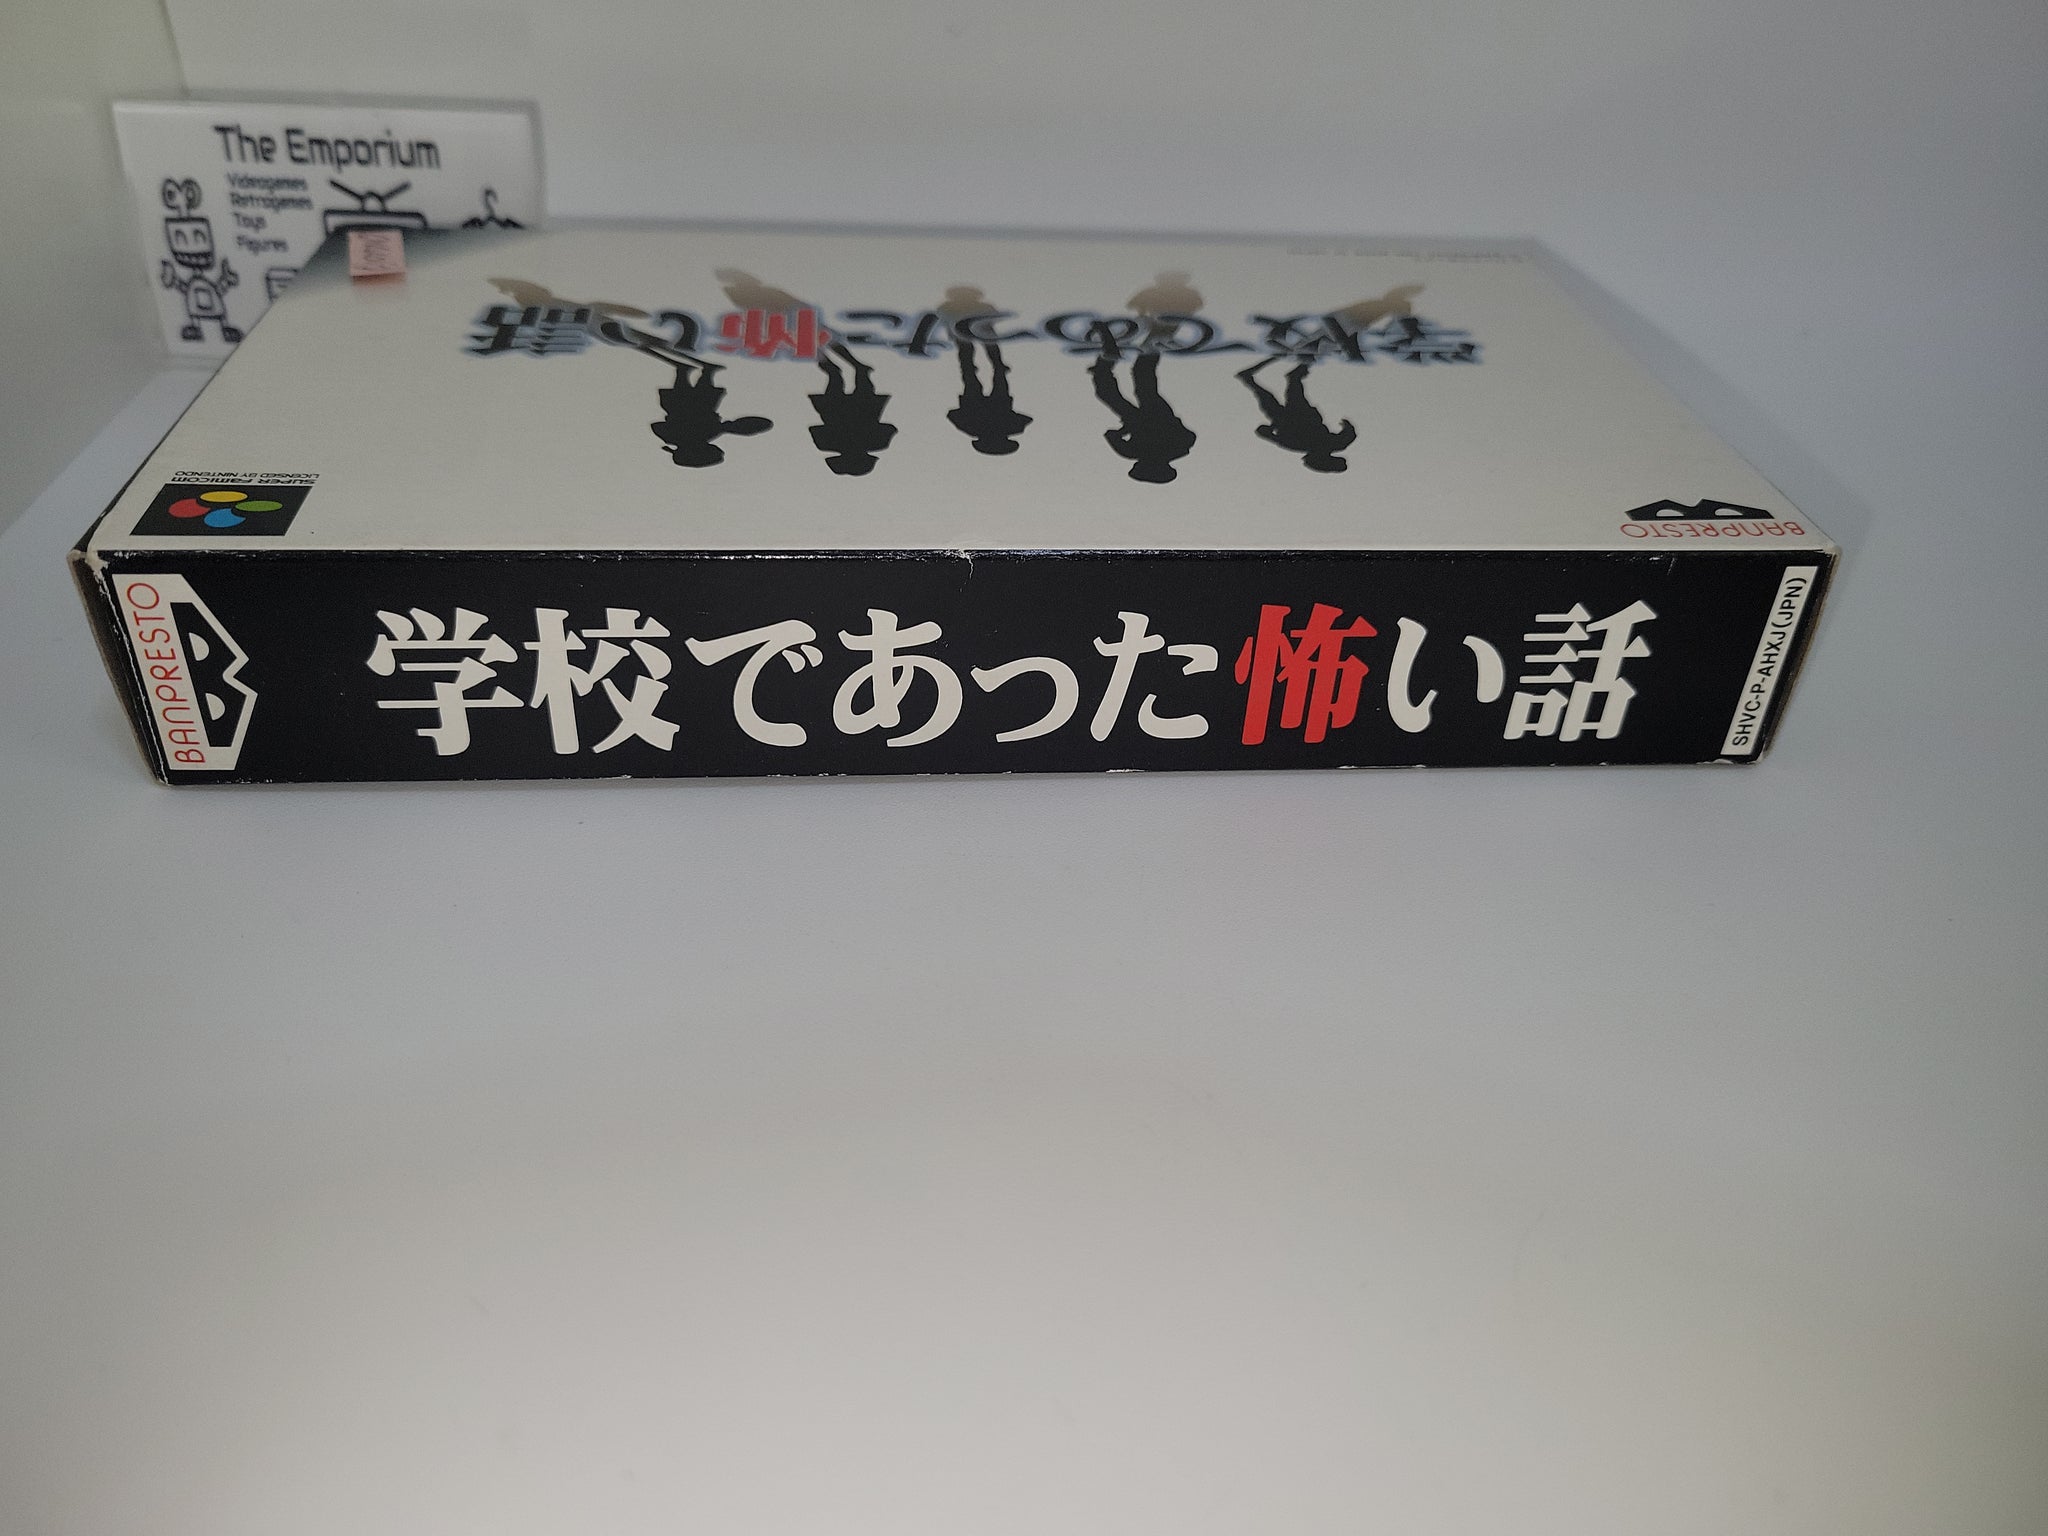 The Emporium
Videogames
Retrogames
Toys
Figures
学校であった怖い話
SUPER FAMICOM
LICENSED BY NINTENDO
BANPRESTO
BANPRESTO
学校であった怖い話
SHVC-P-AHXJ(JPN)